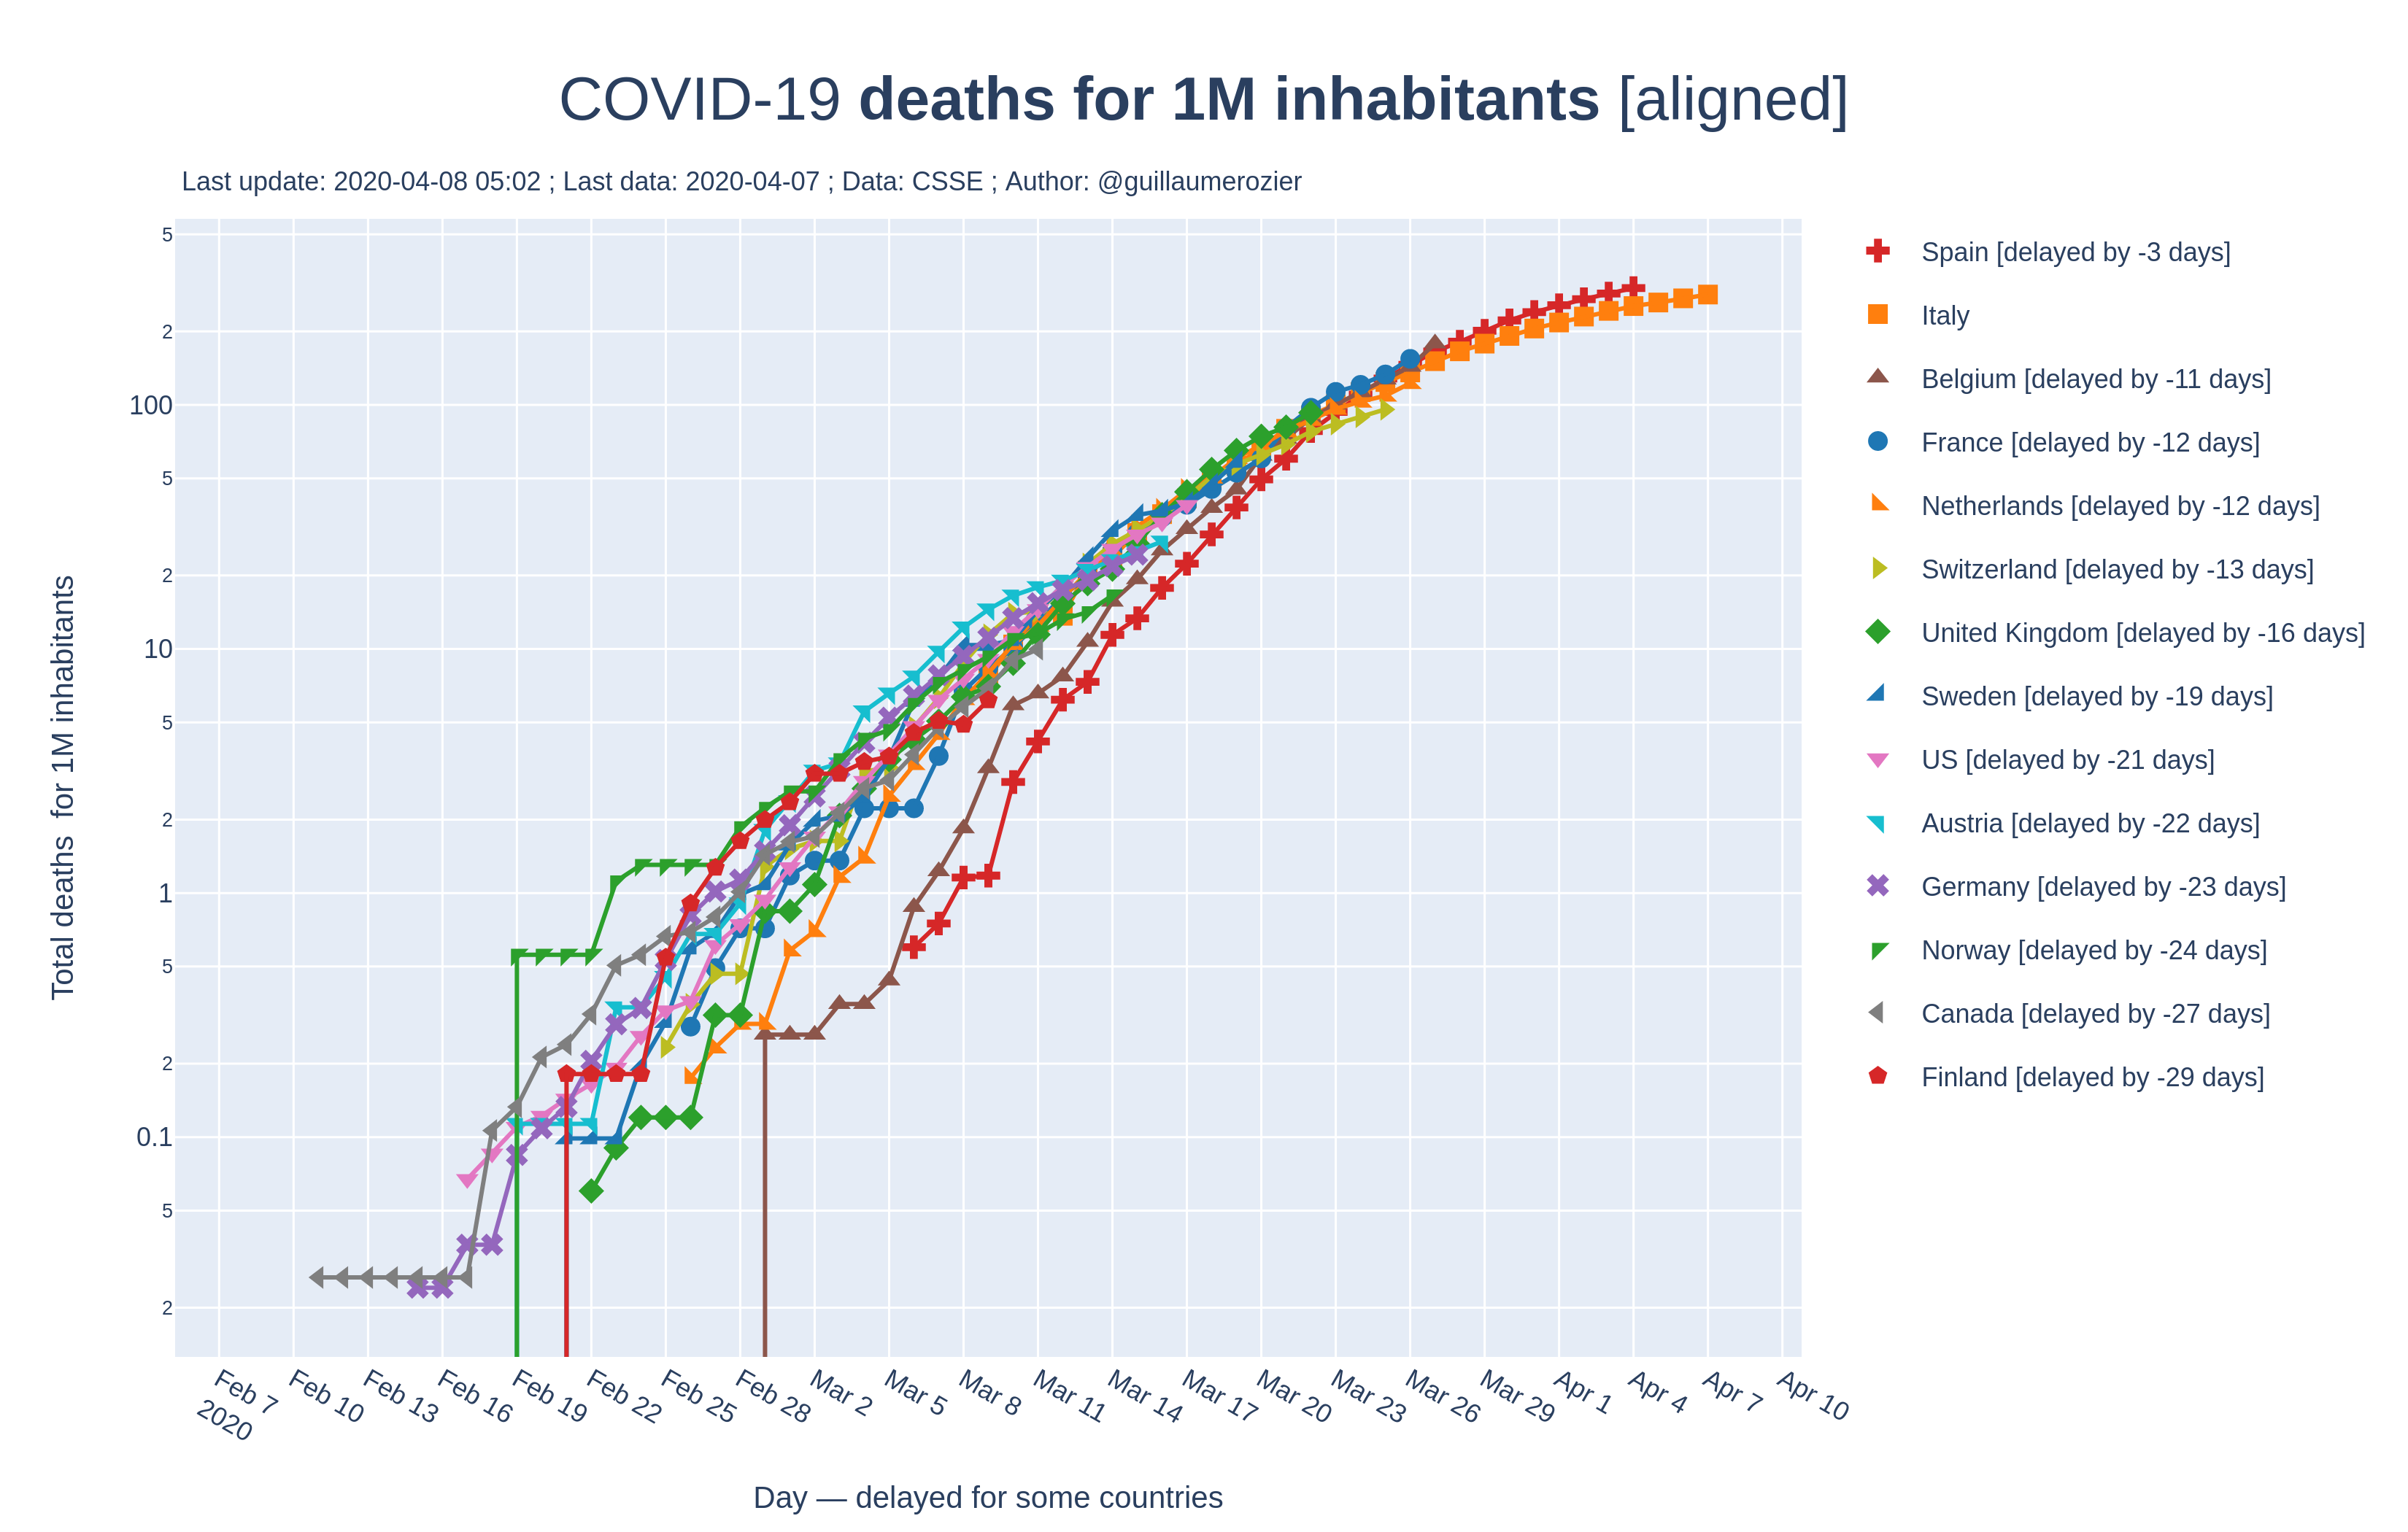 COVID-19 deaths for 1M inhabitants [aligned]
Last update: 2020-04-08 05:02 ; Last data: 2020-04-07 ; Data: CSSE ; Author: @guillaumerozier
Total deaths for 1M inhabitants
5
2
100
5
2
10
5
2
1
5
2
0.1
5
2
Feb 7
2020
Feb 10
Feb 13
Feb 16
Feb 19
Feb 22
Feb 25
Feb 28
Mar 2
Mar 5
Mar 8
Mar 11
Mar 14
Mar 17
Mar 20
Mar 23
Mar 26
Mar 29
Apr 1
Apr 4
Apr 7
Apr 10
Day — delayed for some countries
Spain [delayed by -3 days]
Italy
Belgium [delayed by -11 days]
France [delayed by -12 days]
Netherlands [delayed by -12 days]
Switzerland [delayed by -13 days]
United Kingdom [delayed by -16 days]
Sweden [delayed by -19 days]
US [delayed by -21 days]
Austria [delayed by -22 days]
Germany [delayed by -23 days]
Norway [delayed by -24 days]
Canada [delayed by -27 days]
Finland [delayed by -29 days]